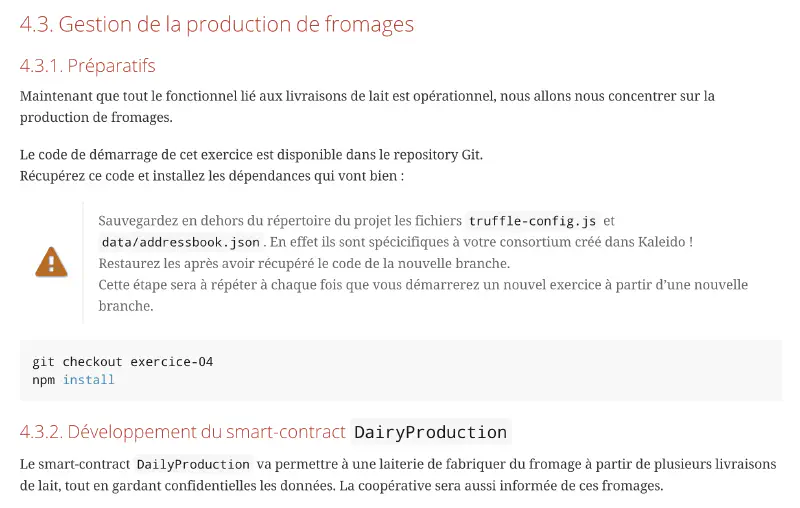 4.3. Gestion de la production de fromages
4.3.1. Préparatifs
Maintenant que tout le fonctionnel lié aux livraisons de lait est opérationnel, nous allons nous concentrer sur la
production de fromages.
Le code de démarrage de cet exercice est disponible dans le repository Git.
Récupérez ce code et installez les dépendances qui vont bien :
Sauvegardez en dehors du répertoire du projet les fichiers truffle-config.js et
data/addressbook.json. En effet ils sont spécicifiques à votre consortium créé dans Kaleido !
Restaurez les après avoir récupéré le code de la nouvelle branche.
Cette étape sera à répéter à chaque fois que vous démarrerez un nouvel exercice à partir d’une nouvelle
branche.
git checkout exercice-04
npm install
4.3.2. Développement du smart-contract DairyProduction
Le smart-contract DailyProduction va permettre à une laiterie de fabriquer du fromage à partir de plusieurs livraisons
de lait, tout en gardant confidentielles les données. La coopérative sera aussi informée de ces fromages.